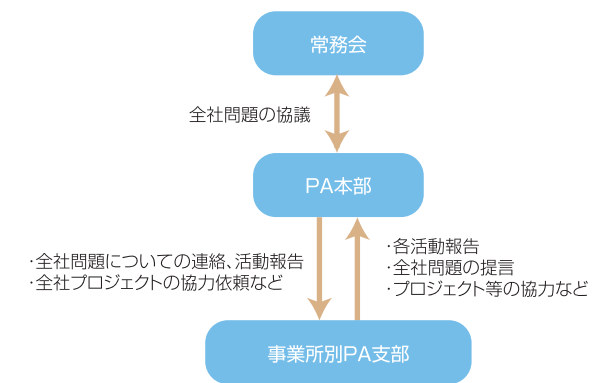 常務会
全社問題の協議
PA本部
・全社問題についての連絡、活動報告
・全社プロジェクトの協力依頼など
・各活動報告
・全社問題の提言
・プロジェクト等の協力など
事業所別PA支部